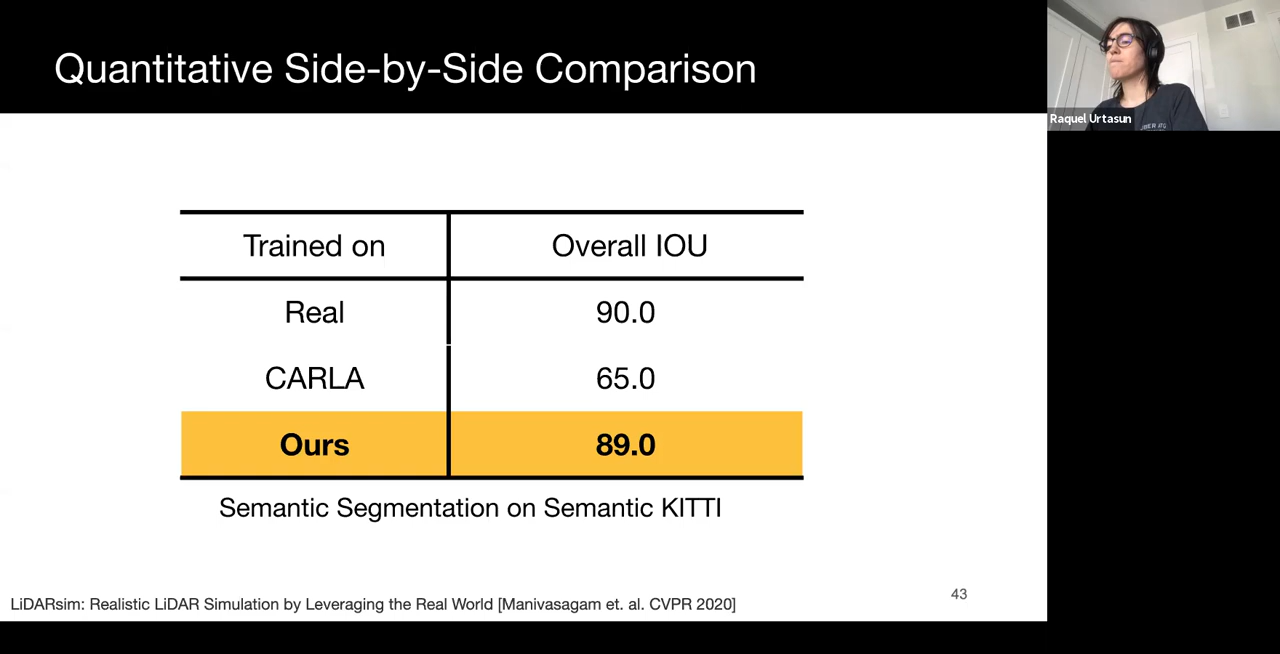 Quantitative Side-by-Side Comparison
Raquel Urtasun
Trained on Overall IOU
Real 90.0
CARLA 65.0
Ours 89.0
Semantic Segmentation on Semantic KITTI
LiDARsim: Realistic LiDAR Simulation by Leveraging the Real World [Manivasagam et. al. CVPR 2020]
43